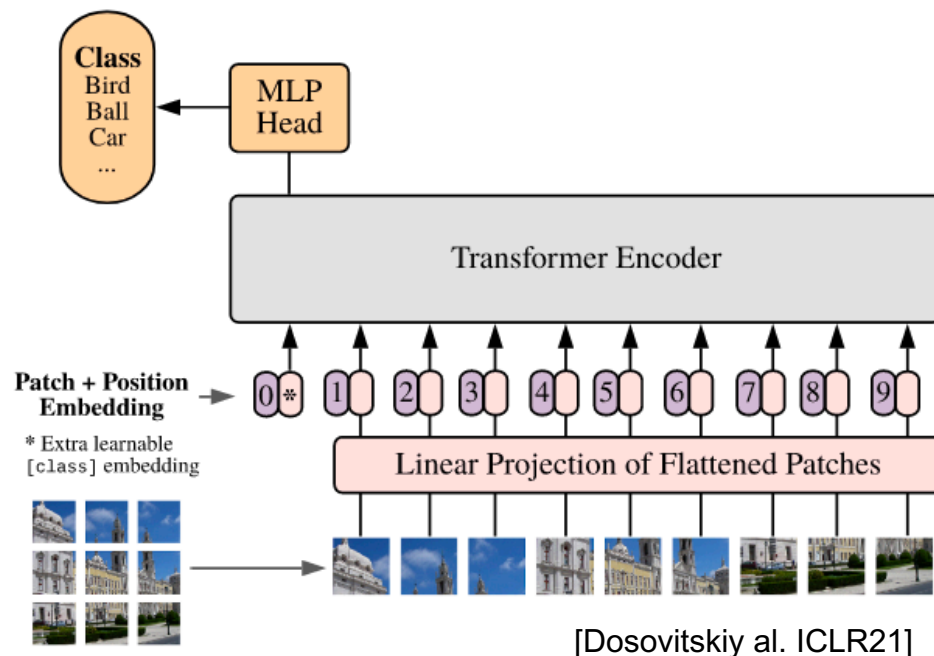 Class
Bird
Ball
Car
...
MLP
Head
Transformer Encoder
Patch + Position
Embedding
0 * 1 2 3 4 5 6 7 8 9
* Extra learnable
[class] embedding
Linear Projection of Flattened Patches
[Dosovitskiy al. ICLR21]